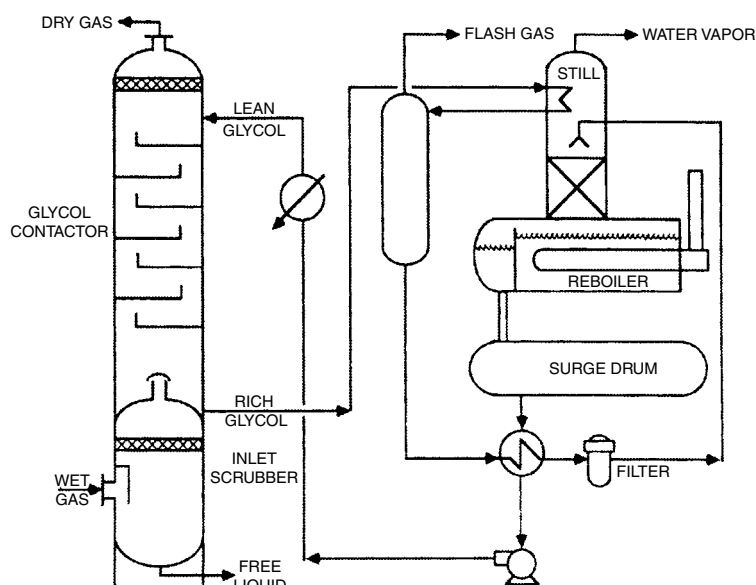 DRY GAS
FLASH GAS
WATER VAPOR
STILL
LEAN
GLYCOL
GLYCOL
CONTACTOR
REBOILER
SURGE DRUM
RICH
GLYCOL
INLET
SCRUBBER
WET
GAS
FILTER
FREE
LIQUID